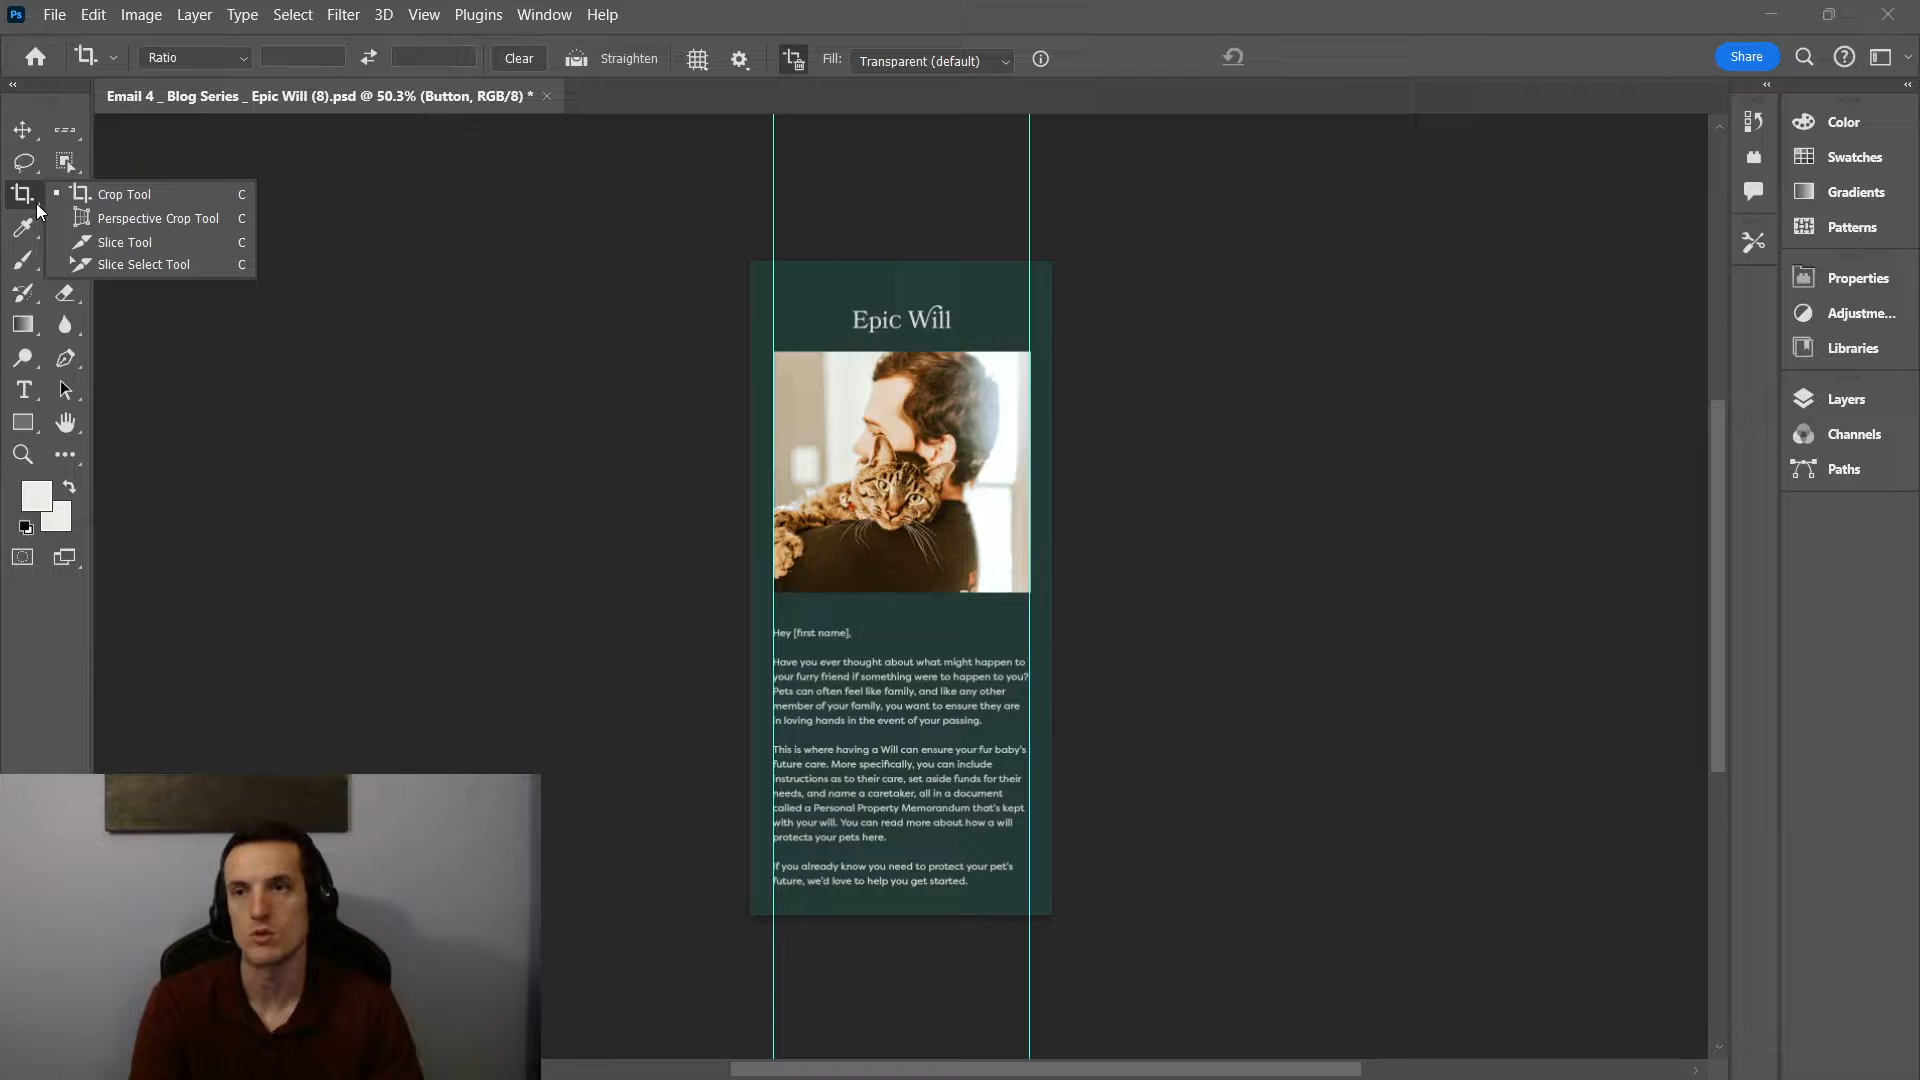 Ps File Edit Image Layer Type Select Filter 3D View Plugins Window Help
Ratio Clear Straighten Fill: Transparent (default) Share
Email 4 _ Blog Series _ Epic Will (8).psd @ 50.3% (Button, RGB/8) *
Crop Tool C
Perspective Crop Tool C
Slice Tool C
Slice Select Tool C
Color
Swatches
Gradients
Patterns
Properties
Adjustme...
Libraries
Layers
Channels
Paths
Epic Will
Hey [first name],
Have you ever thought about what might happen to
your furry friend if something were to happen to you?
Pets can often feel like family, and like any other
member of your family, you want to ensure they are
in loving hands in the event of your passing.
This is where having a Will can ensure your fur baby's
future care. More specifically, you can include
instructions as to their care, set aside funds for their
needs, and name a caretaker, all in a document
called a Personal Property Memorandum that's kept
with your will. You can read more about how a will
protects your pets here.
If you already know you need to protect your pet's
future, we'd love to help you get started.